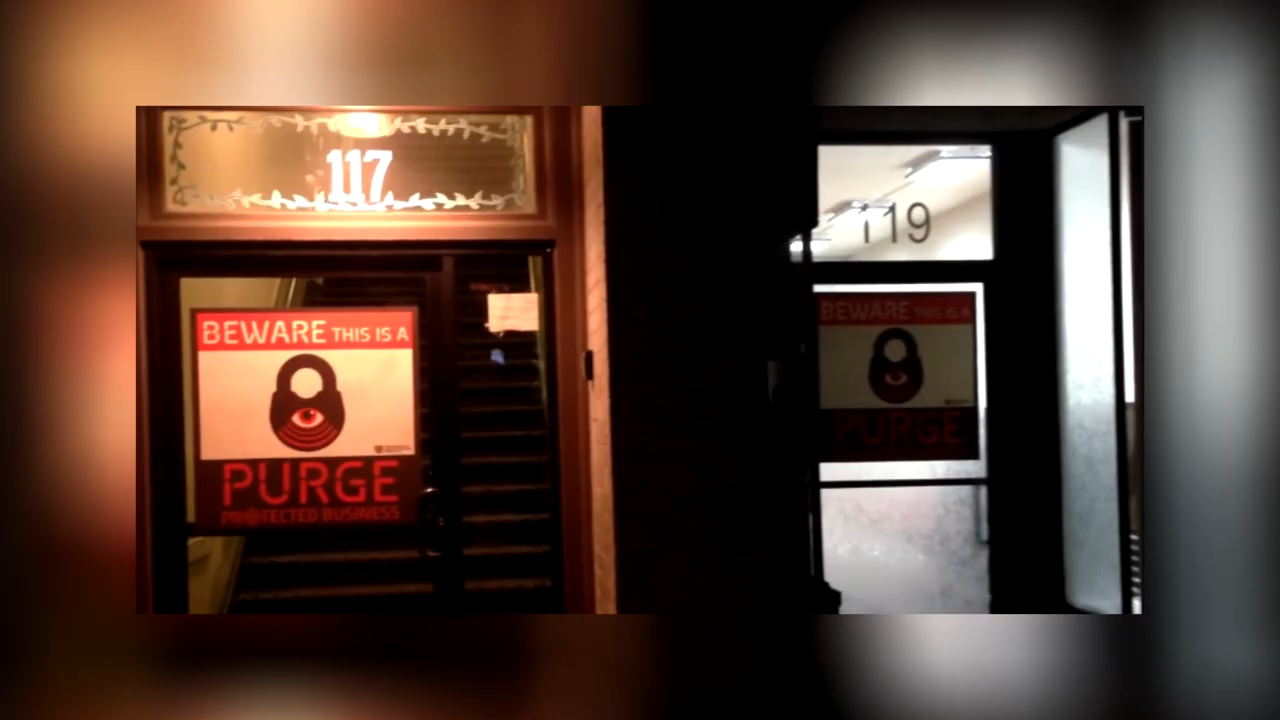 117
BEWARE THIS IS A
PURGE
PROTECTED BUSINESS
119
BEWARE THIS IS A
PURGE